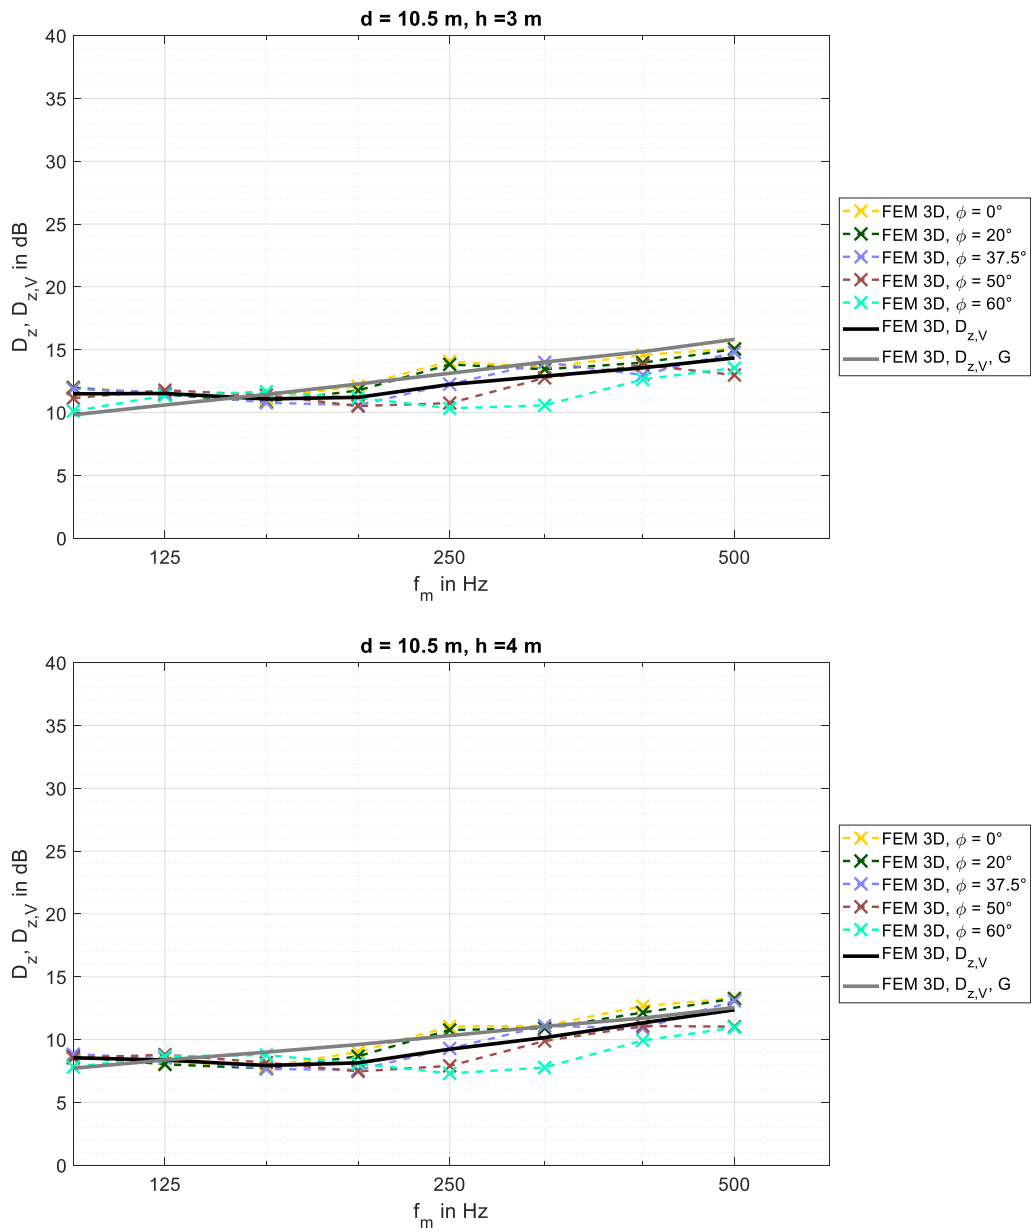 d = 10.5 m, h =3 m
40
35
30
25
20
15
10
5
0
D_z, D_z,V in dB
125
250
500
f_m in Hz
FEM 3D, ϕ = 0°
FEM 3D, ϕ = 20°
FEM 3D, ϕ = 37.5°
FEM 3D, ϕ = 50°
FEM 3D, ϕ = 60°
FEM 3D, D_z,V
FEM 3D, D_z,V, G
d = 10.5 m, h =4 m
40
35
30
25
20
15
10
5
0
D_z, D_z,V in dB
125
250
500
f_m in Hz
FEM 3D, ϕ = 0°
FEM 3D, ϕ = 20°
FEM 3D, ϕ = 37.5°
FEM 3D, ϕ = 50°
FEM 3D, ϕ = 60°
FEM 3D, D_z,V
FEM 3D, D_z,V, G